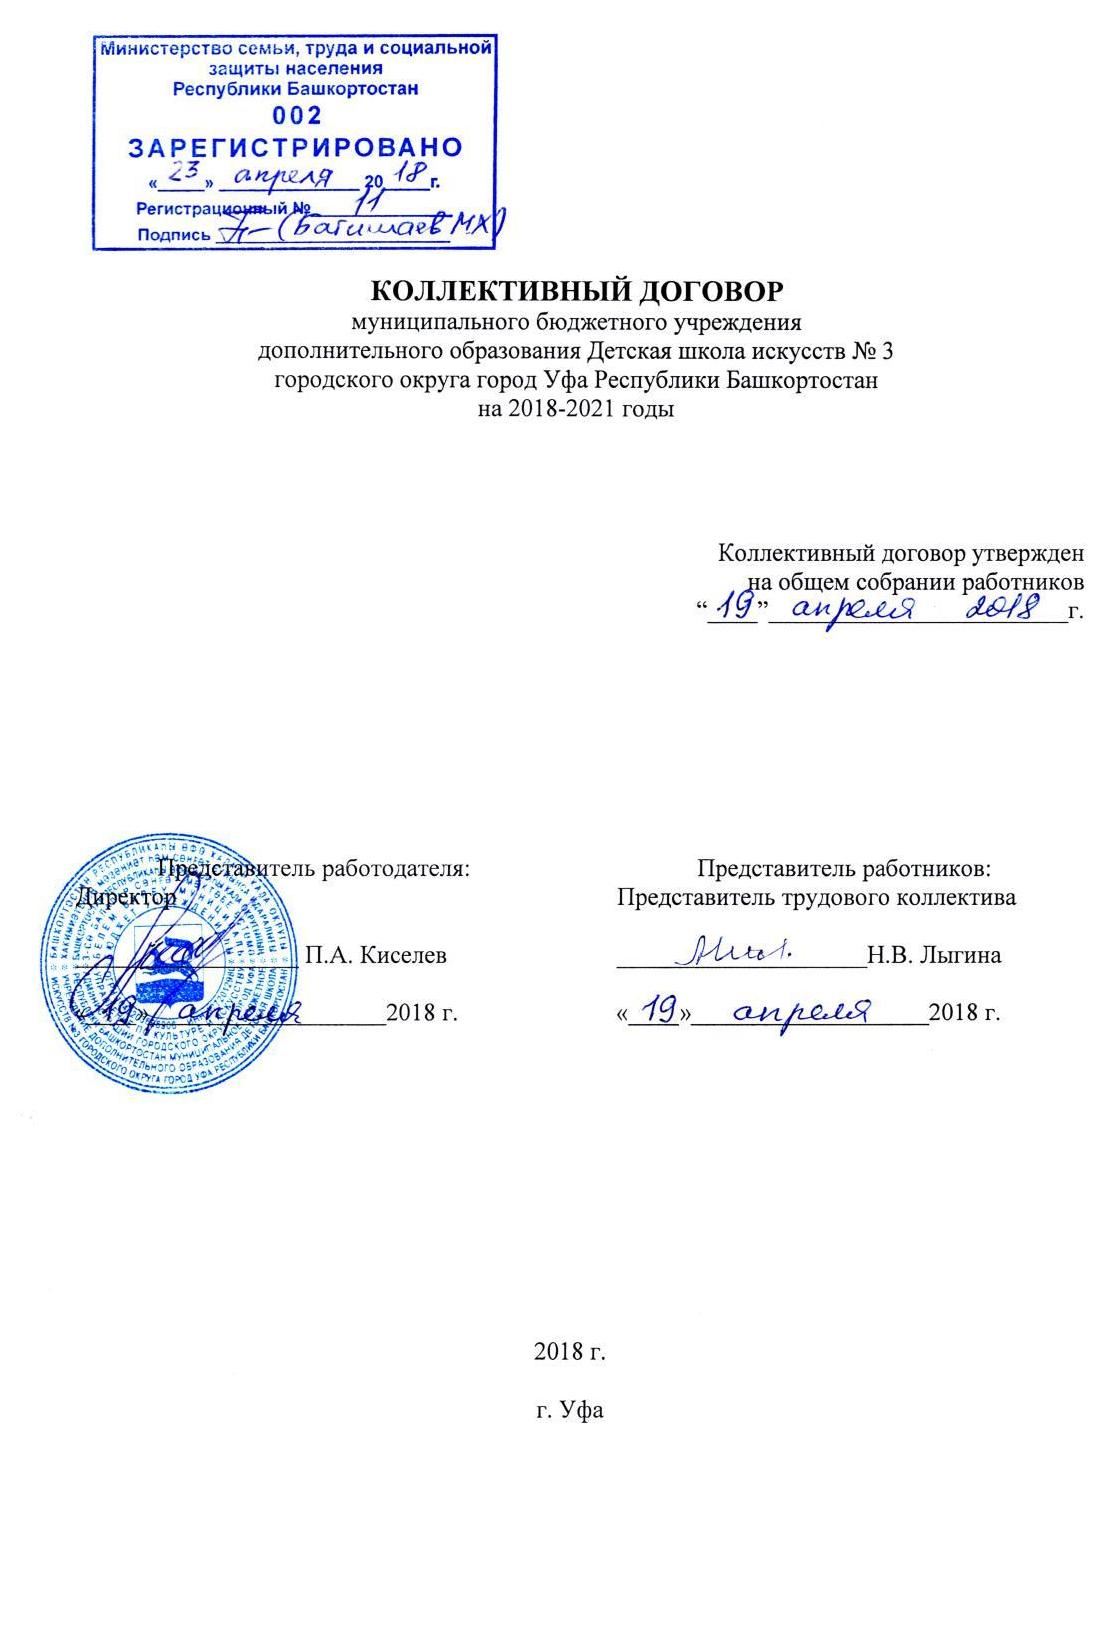 Министерство семьи, труда и социальной
защиты населения
Республики Башкортостан
002
ЗАРЕГИСТРИРОВАНО
«23» апреля 2018 г.
Регистрационный № 11
Подпись (Батишаев МХ)
КОЛЛЕКТИВНЫЙ ДОГОВОР
муниципального бюджетного учреждения
дополнительного образования Детская школа искусств № 3
городского округа город Уфа Республики Башкортостан
на 2018-2021 годы
Коллективный договор утвержден
на общем собрании работников
“19” апреля 2018 г.
Представитель работодателя:
Директор
П.А. Киселев
«19» апреля 2018 г.
Представитель работников:
Представитель трудового коллектива
Н.В. Лыгина
«19» апреля 2018 г.
2018 г.
г. Уфа